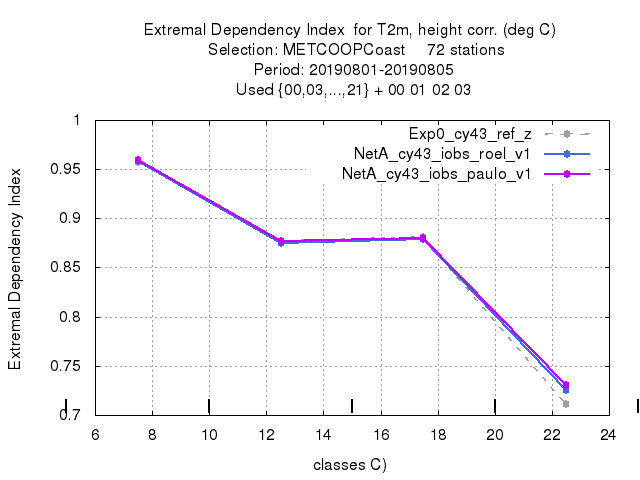 Extremal Dependency Index for T2m, height corr. (deg C)
Selection: METCOOPCoast 72 stations
Period: 20190801-20190805
Used {00,03,...,21} + 00 01 02 03
Exp0_cy43_ref_z
NetA_cy43_iobs_roel_v1
NetA_cy43_iobs_paulo_v1
Extremal Dependency Index
1
0.95
0.9
0.85
0.8
0.75
0.7
6 8 10 12 14 16 18 20 22 24
classes C)